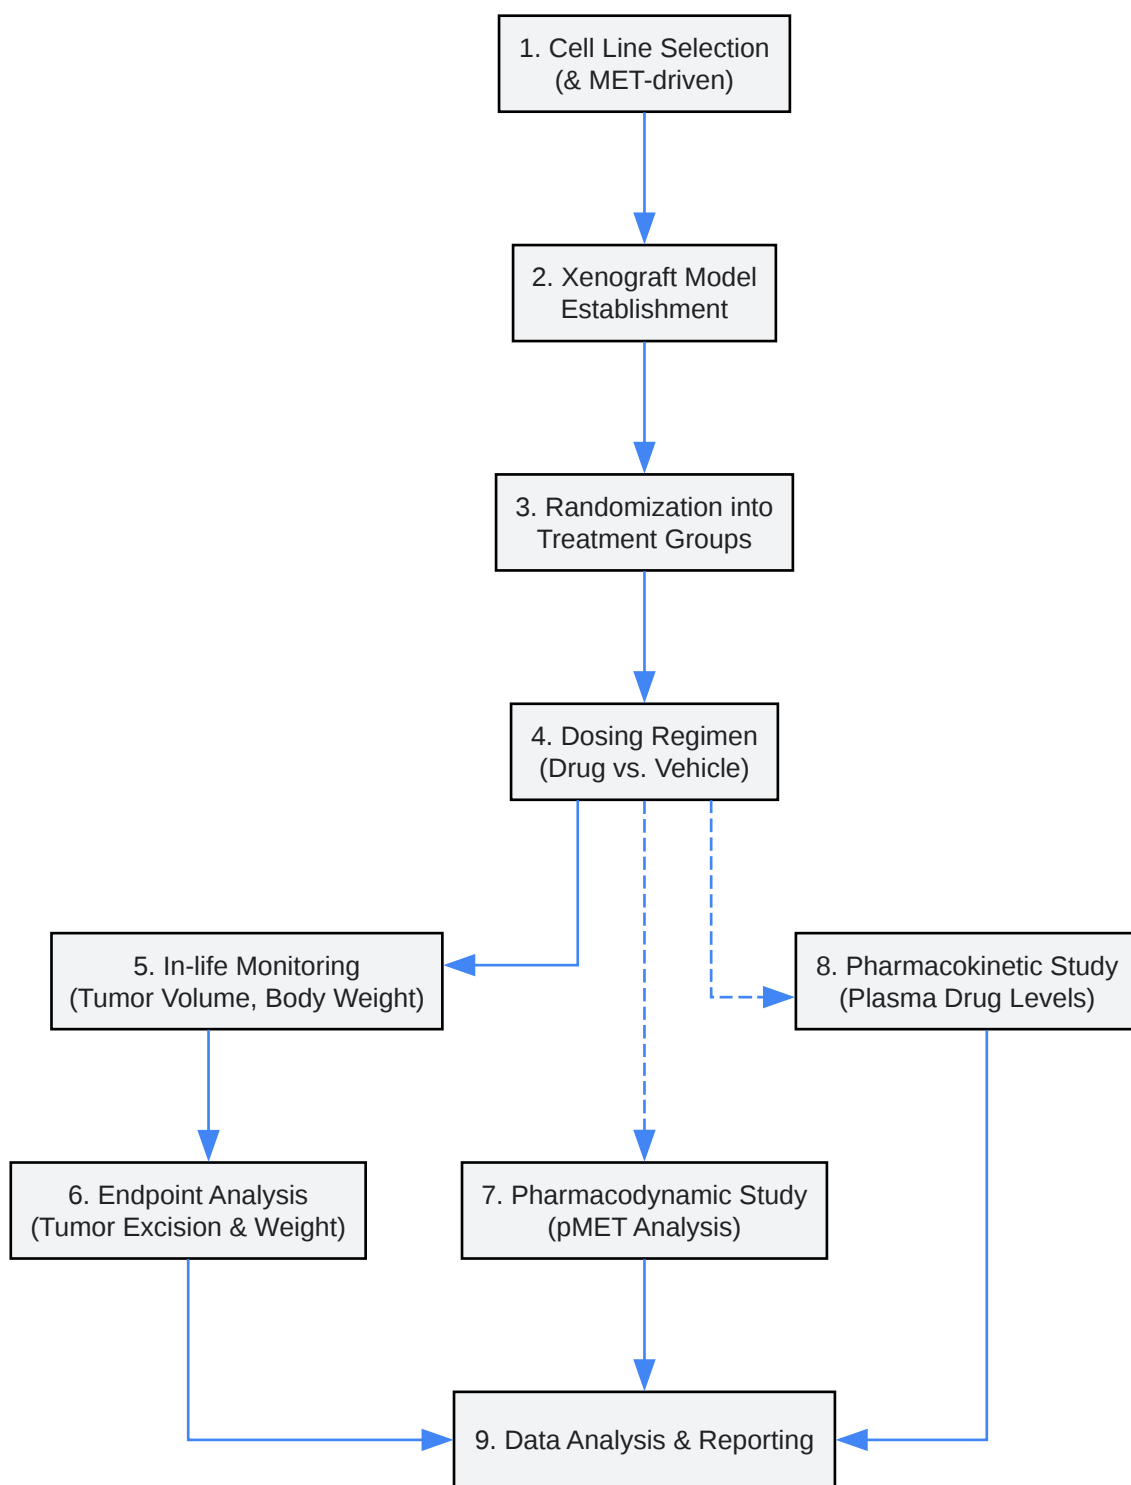 1. Cell Line Selection
(& MET-driven)
2. Xenograft Model
Establishment
3. Randomization into
Treatment Groups
4. Dosing Regimen
(Drug vs. Vehicle)
5. In-life Monitoring
(Tumor Volume, Body Weight)
8. Pharmacokinetic Study
(Plasma Drug Levels)
6. Endpoint Analysis
(Tumor Excision & Weight)
7. Pharmacodynamic Study
(pMET Analysis)
9. Data Analysis & Reporting